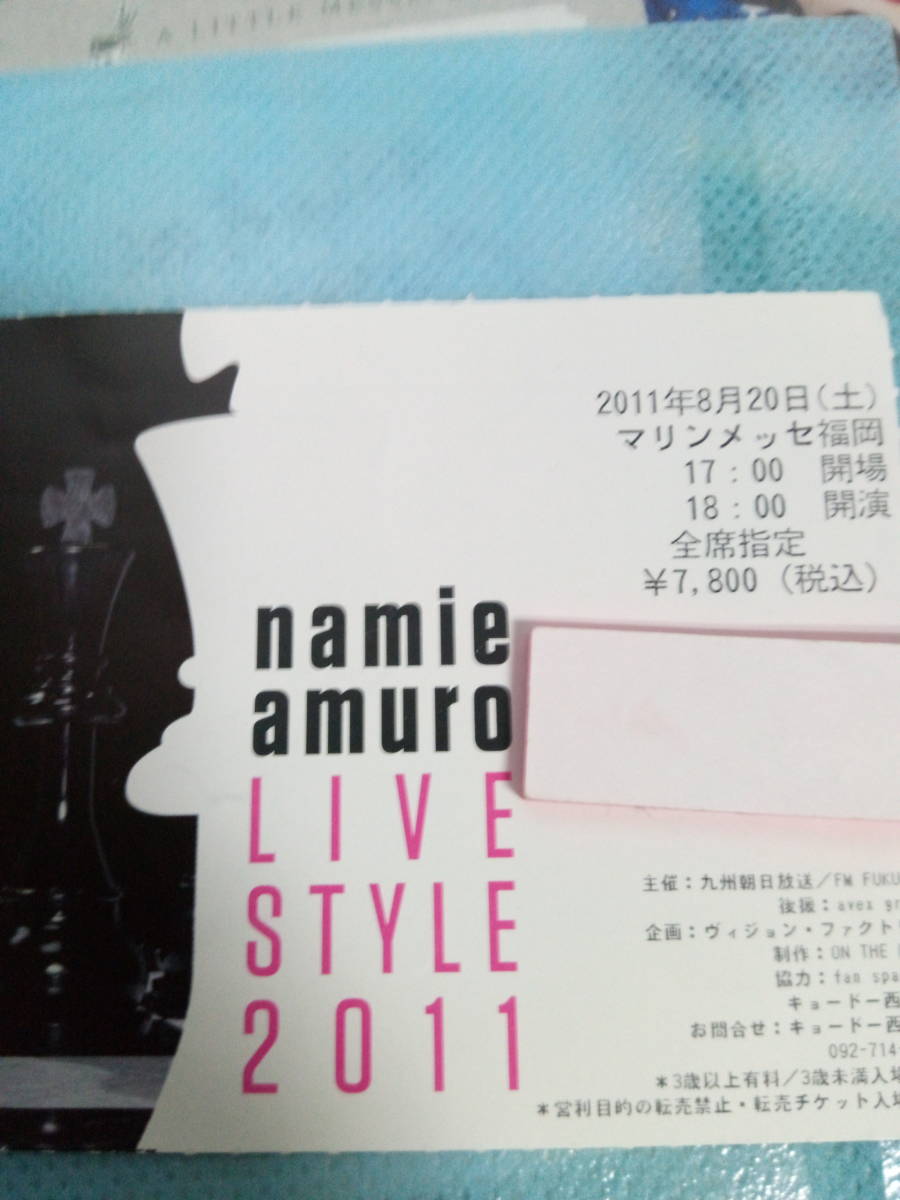 A LITTLE
2011年8月20日(土)
マリンメッセ福岡
17:00 開場
18:00 開演
全席指定
¥7,800 (税込)
namie
amuro
LIVE
STYLE
2011
主催:九州朝日放送/FM FUKU
後援:avex gr
企画:ヴィジョン・ファクト
制作:ON THE
協力:fan spa
キョードー西
お問合せ:キョードー西
092-714-
*3歳以上有料/3歳未満入場
*営利目的の転売禁止・転売チケット入場